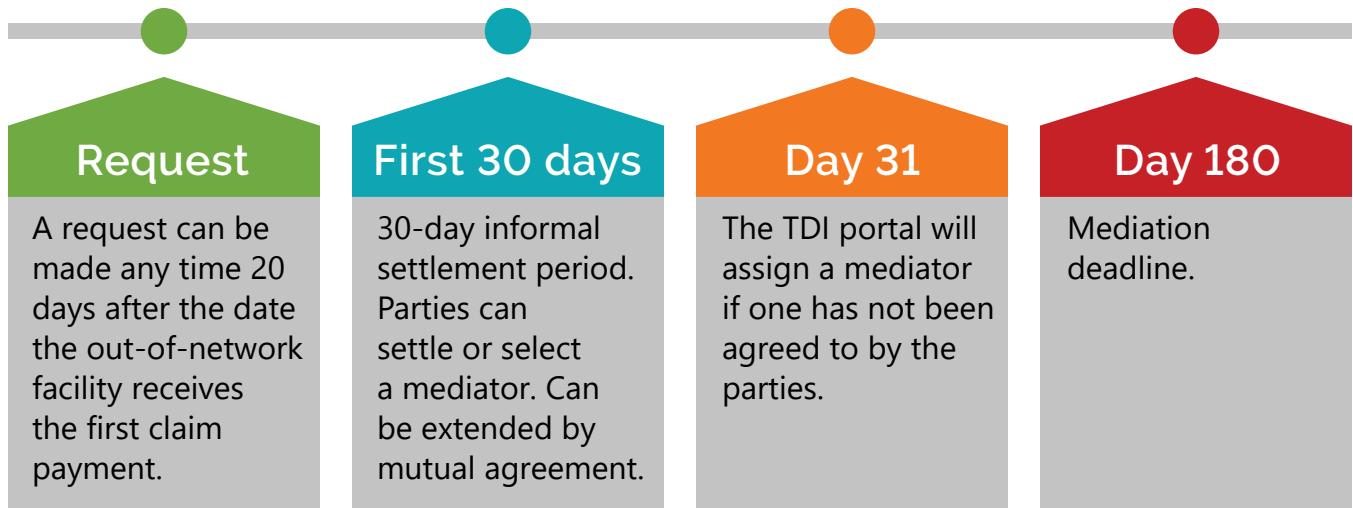 Request
A request can be
made any time 20
days after the date
the out-of-network
facility receives
the first claim
payment.
First 30 days
30-day informal
settlement period.
Parties can
settle or select
a mediator. Can
be extended by
mutual agreement.
Day 31
The TDI portal will
assign a mediator
if one has not been
agreed to by the
parties.
Day 180
Mediation
deadline.